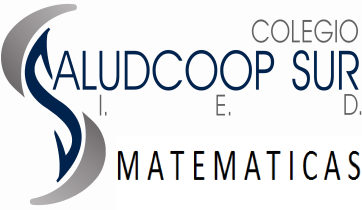 COLEGIO
SALUDCOOP SUR
I. E. D.
MATEMATICAS